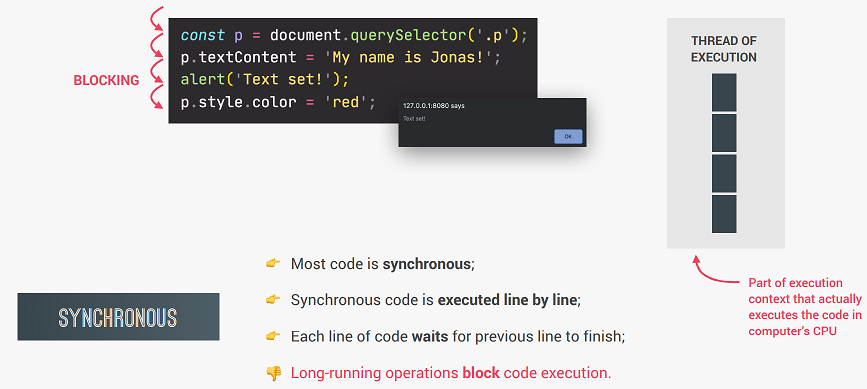 const p = document.querySelector('.p');
p.textContent = 'My name is Jonas!';
alert('Text set!');
p.style.color = 'red';
BLOCKING
127.0.0.1:8080 says
Text set!
OK
THREAD OF
EXECUTION
Part of execution
context that actually
executes the code in
computer's CPU
SYNCHRONOUS
👉 Most code is synchronous;
👉 Synchronous code is executed line by line;
👉 Each line of code waits for previous line to finish;
👎 Long-running operations block code execution.